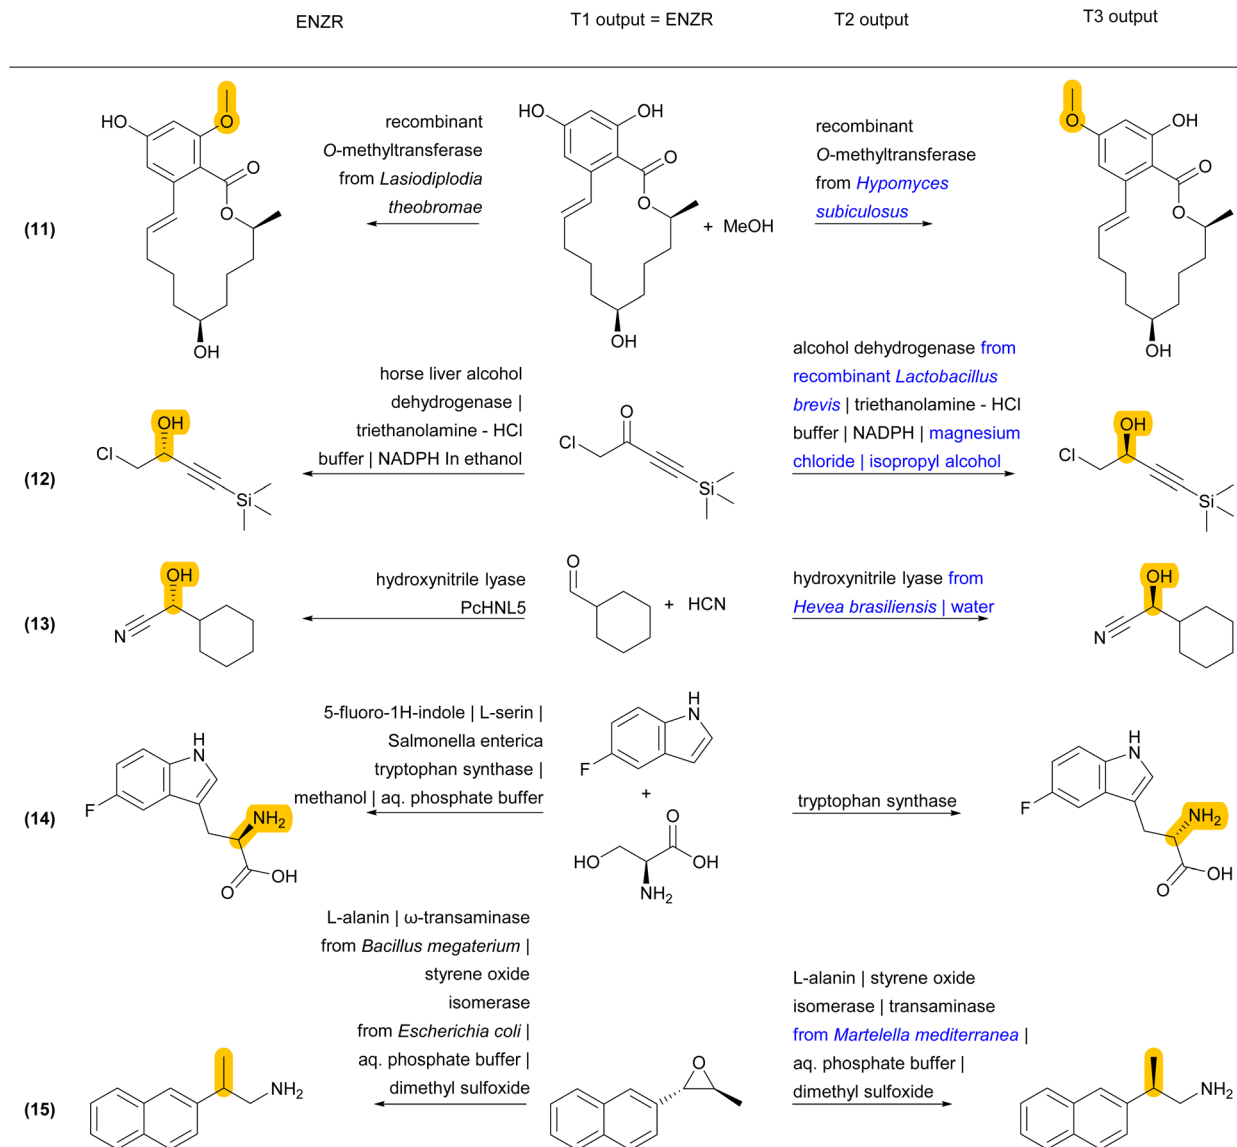 ENZR
T1 output = ENZR
T2 output
T3 output
(11)
HO
O
O
O
OH
recombinant
O-methyltransferase
from Lasiodiplodia
theobromae
HO
OH
O
O
OH
+ MeOH
recombinant
O-methyltransferase
from Hypomyces
subiculosus
O
OH
O
O
OH
(12)
OH
Cl
Si
horse liver alcohol
dehydrogenase |
triethanolamine - HCl
buffer | NADPH In ethanol
O
Cl
Si
alcohol dehydrogenase from
recombinant Lactobacillus
brevis | triethanolamine - HCl
buffer | NADPH | magnesium
chloride | isopropyl alcohol
OH
Cl
Si
(13)
OH
N
hydroxynitrile lyase
PcHNL5
O
+ HCN
hydroxynitrile lyase from
Hevea brasiliensis | water
OH
N
(14)
H
N
F
NH2
O
OH
5-fluoro-1H-indole | L-serin |
Salmonella enterica
tryptophan synthase |
methanol | aq. phosphate buffer
H
N
F
+
O
HO
OH
NH2
tryptophan synthase
H
N
F
NH2
O
OH
(15)
NH2
L-alanin | ω-transaminase
from Bacillus megaterium |
styrene oxide
isomerase
from Escherichia coli |
aq. phosphate buffer |
dimethyl sulfoxide
O
L-alanin | styrene oxide
isomerase | transaminase
from Martelella mediterranea |
aq. phosphate buffer |
dimethyl sulfoxide
NH2